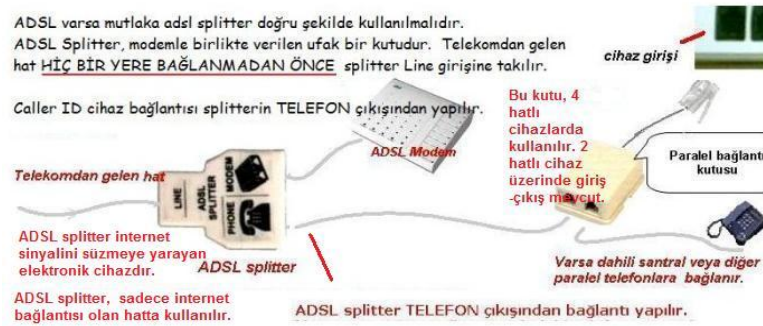 ADSL varsa mutlaka adsl splitter doğru şekilde kullanılmalıdır.
ADSL Splitter, modemle birlikte verilen ufak bir kutudur. Telekomdan gelen
hat HİÇ BİR YERE BAĞLANMADAN ÖNCE splitter Line girişine takılır.
cihaz girişi
Caller ID cihaz bağlantısı splitterin TELEFON çıkışından yapılır.
Bu kutu, 4
hatlı
cihazlarda
kullanılır. 2
hatlı cihaz
üzerinde giriş
-çıkış mevcut.
ADSL Modem
Paralel bağlantı
kutusu
Telekomdan gelen hat
LINE
ADSL
SPLITTER
PHONE
MODEM
ADSL splitter internet
sinyalini süzmeye yarayan
elektronik cihazdır.
ADSL splitter
Varsa dahili santral veya diğer
paralel telefonlara bağlanır.
ADSL splitter, sadece internet
bağlantısı olan hatta kullanılır.
ADSL splitter TELEFON çıkışından bağlantı yapılır.